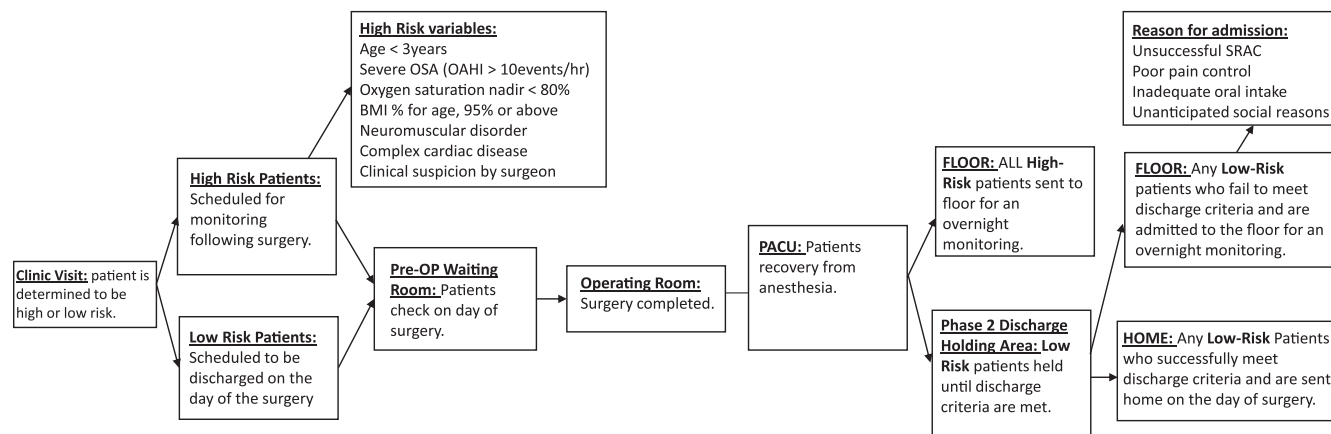 Clinic Visit: patient is
determined to be
high or low risk.
High Risk Patients:
Scheduled for
monitoring
following surgery.
Low Risk Patients:
Scheduled to be
discharged on the
day of the surgery
High Risk variables:
Age < 3years
Severe OSA (OAHI > 10events/hr)
Oxygen saturation nadir < 80%
BMI % for age, 95% or above
Neuromuscular disorder
Complex cardiac disease
Clinical suspicion by surgeon
Pre-OP Waiting
Room: Patients
check on day of
surgery.
Operating Room:
Surgery completed.
PACU: Patients
recovery from
anesthesia.
FLOOR: ALL High-
Risk patients sent to
floor for an
overnight
monitoring.
Phase 2 Discharge
Holding Area: Low
Risk patients held
until discharge
criteria are met.
Reason for admission:
Unsuccessful SRAC
Poor pain control
Inadequate oral intake
Unanticipated social reasons
FLOOR: Any Low-Risk
patients who fail to meet
discharge criteria and are
admitted to the floor for an
overnight monitoring.
HOME: Any Low-Risk Patients
who successfully meet
discharge criteria and are sent
home on the day of surgery.